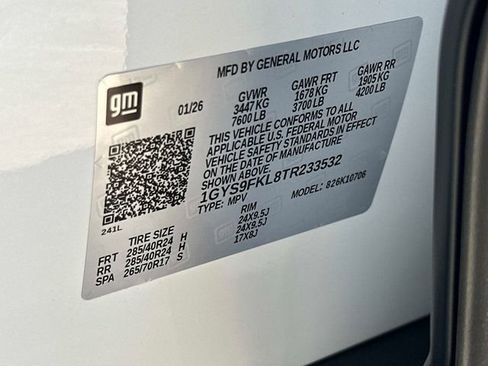 MFD BY GENERAL MOTORS LLC
gm
01/26
GVWR GAWR FRT GAWR RR
3447 KG 1678 KG 1905 KG
7600 LB 3700 LB 4200 LB
THIS VEHICLE CONFORMS TO ALL
APPLICABLE U.S. FEDERAL MOTOR
VEHICLE SAFETY STANDARDS IN EFFECT
ON THE DATE OF MANUFACTURE
SHOWN ABOVE.
1GYS9FKL8TR233532
TYPE: MPV MODEL: 826K10706
241L
TIRE SIZE RIM
FRT 285/40R24 H 24X9.5J
RR 285/40R24 H 24X9.5J
SPA 265/70R17 S 17X8J